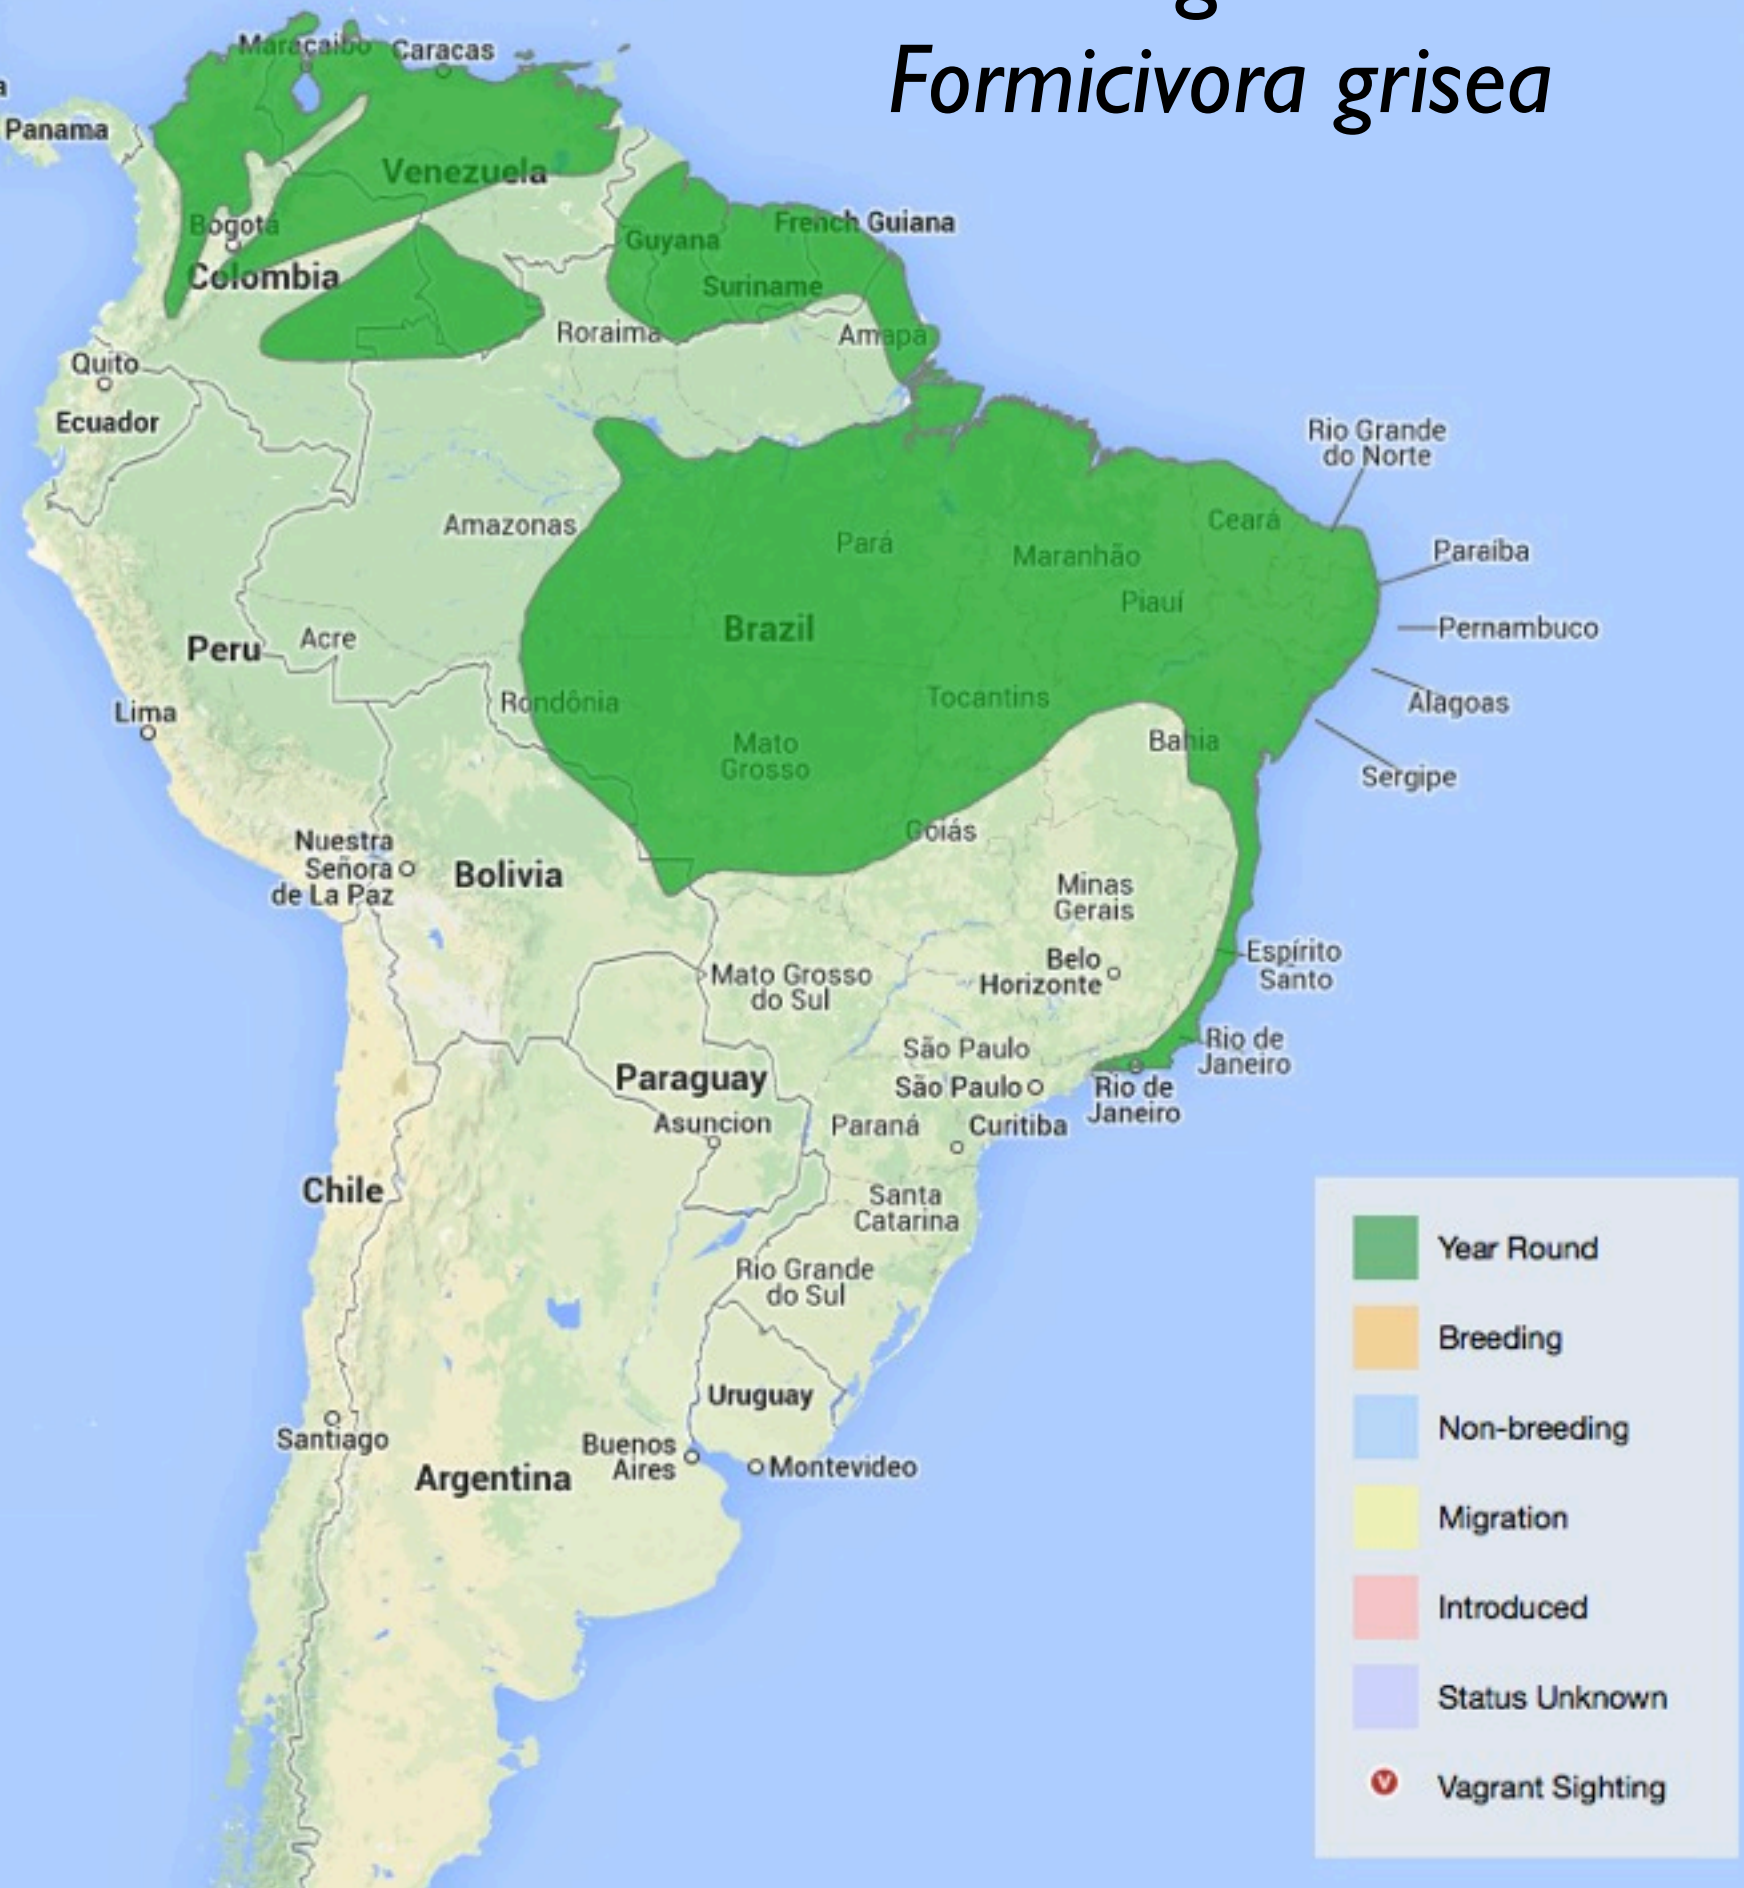 g
Formicivora grisea
a
Maracaibo
Caracas
Panama
Venezuela
Bogotá
Colombia
Guyana
French Guiana
Suriname
Roraima
Amapá
Quito
Ecuador
Rio Grande
do Norte
Amazonas
Pará
Maranhão
Ceará
Piauí
Paraíba
Pernambuco
Brazil
Peru
Acre
Rondônia
Tocantins
Alagoas
Lima
Mato
Grosso
Bahia
Sergipe
Goiás
Nuestra
Señora
de La Paz
Bolivia
Minas
Gerais
Belo
Horizonte
Espírito
Santo
Mato Grosso
do Sul
São Paulo
São Paulo
Rio de
Janeiro
Rio de
Janeiro
Paraguay
Asuncion
Paraná
Curitiba
Chile
Santa
Catarina
Rio Grande
do Sul
Uruguay
Santiago
Buenos
Aires
Montevideo
Argentina
Year Round
Breeding
Non-breeding
Migration
Introduced
Status Unknown
V
Vagrant Sighting